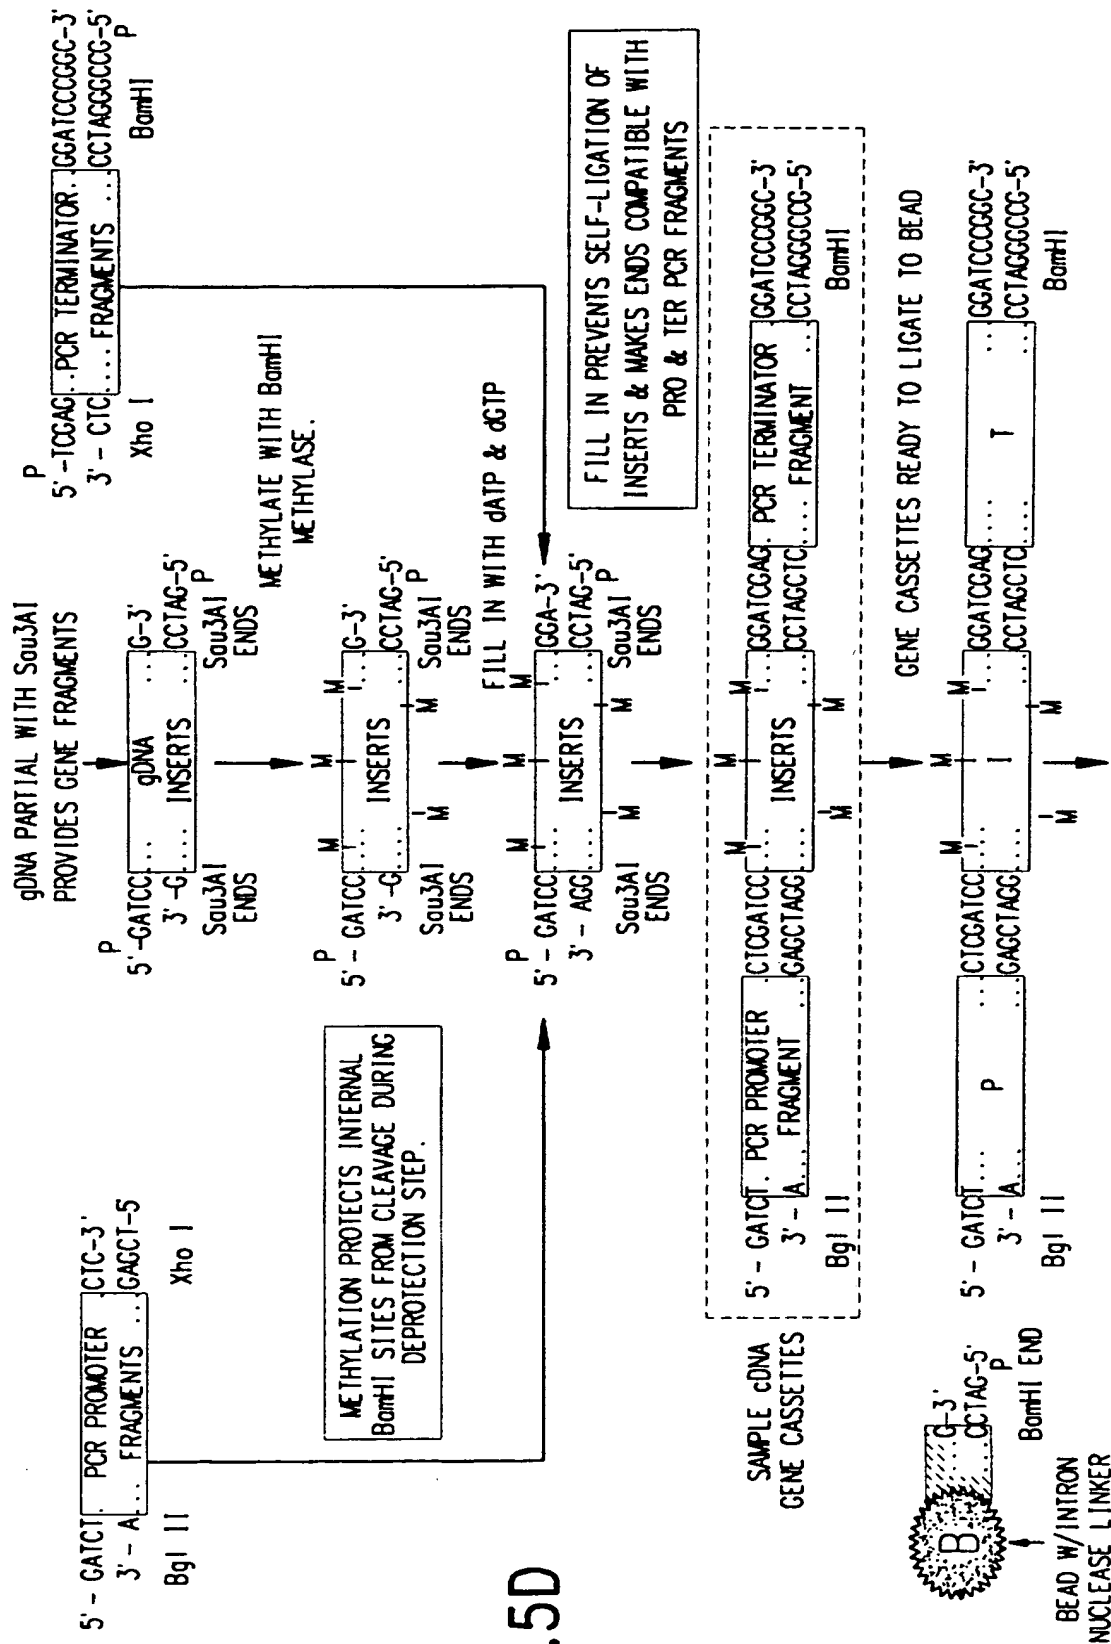 gDNA PARTIAL WITH Sau3AI
PROVIDES GENE FRAGMENTS
P
5'-GATCC.... gDNA ...G-3'
3'-G.... INSERTS ...CCTAG-5'
P
Sau3AI
ENDS
Sau3AI
ENDS
METHYLATE WITH BamHI
METHYLASE.
P
5'-TCGAG..PCR TERMINATOR..GGATCCCGGC-3'
3'- CTC.... FRAGMENTS ...CCTAGGGCCG-5'
P
Xho I
BamHI
5'- GATCT. PCR PROMOTER .CTC-3'
3'- A... FRAGMENTS ...GAGCT-5
Bgl II
Xho I
METHYLATION PROTECTS INTERNAL
BamHI SITES FROM CLEAVAGE DURING
DEPROTECTION STEP.
M M M
P
5'- GATCC.... INSERTS ...G-3'
3'-G.... ...CCTAG-5'
P
M M
Sau3AI
ENDS
Sau3AI
ENDS
FILL IN WITH dATP & dGTP
M M M
P
5'- GATCC.... INSERTS ...GGA-3'
3'- AGG.... ...CCTAG-5'
P
M M
Sau3AI
ENDS
Sau3AI
ENDS
FILL IN PREVENTS SELF-LIGATION OF
INSERTS & MAKES ENDS COMPATIBLE WITH
PRO & TER PCR FRAGMENTS
.5D
SAMPLE cDNA
GENE CASSETTES
M M M
5'- GATCT. PCR PROMOTER .CTCGATCC.... INSERTS ...GGATCGAG. PCR TERMINATOR .GGATCCCGGC-3'
3'- A... FRAGMENT ...GAGCTAGG.... ...CCTAGCTC.... FRAGMENT ...CCTAGGGCCG-5'
M M
Bgl II
BamHI
GENE CASSETTES READY TO LIGATE TO BEAD
M M M
5'- GATCT... P ...CTCGATCC.... I ...GGATCGAG... T ...GGATCCCGGC-3'
3'- A... ...GAGCTAGG.... ...CCTAGCTC.... ...CCTAGGGCCG-5'
M M
Bgl II
BamHI
B
G-3'
CCTAG-5'
P
BamHI END
BEAD W/INTRON
NUCLEASE LINKER